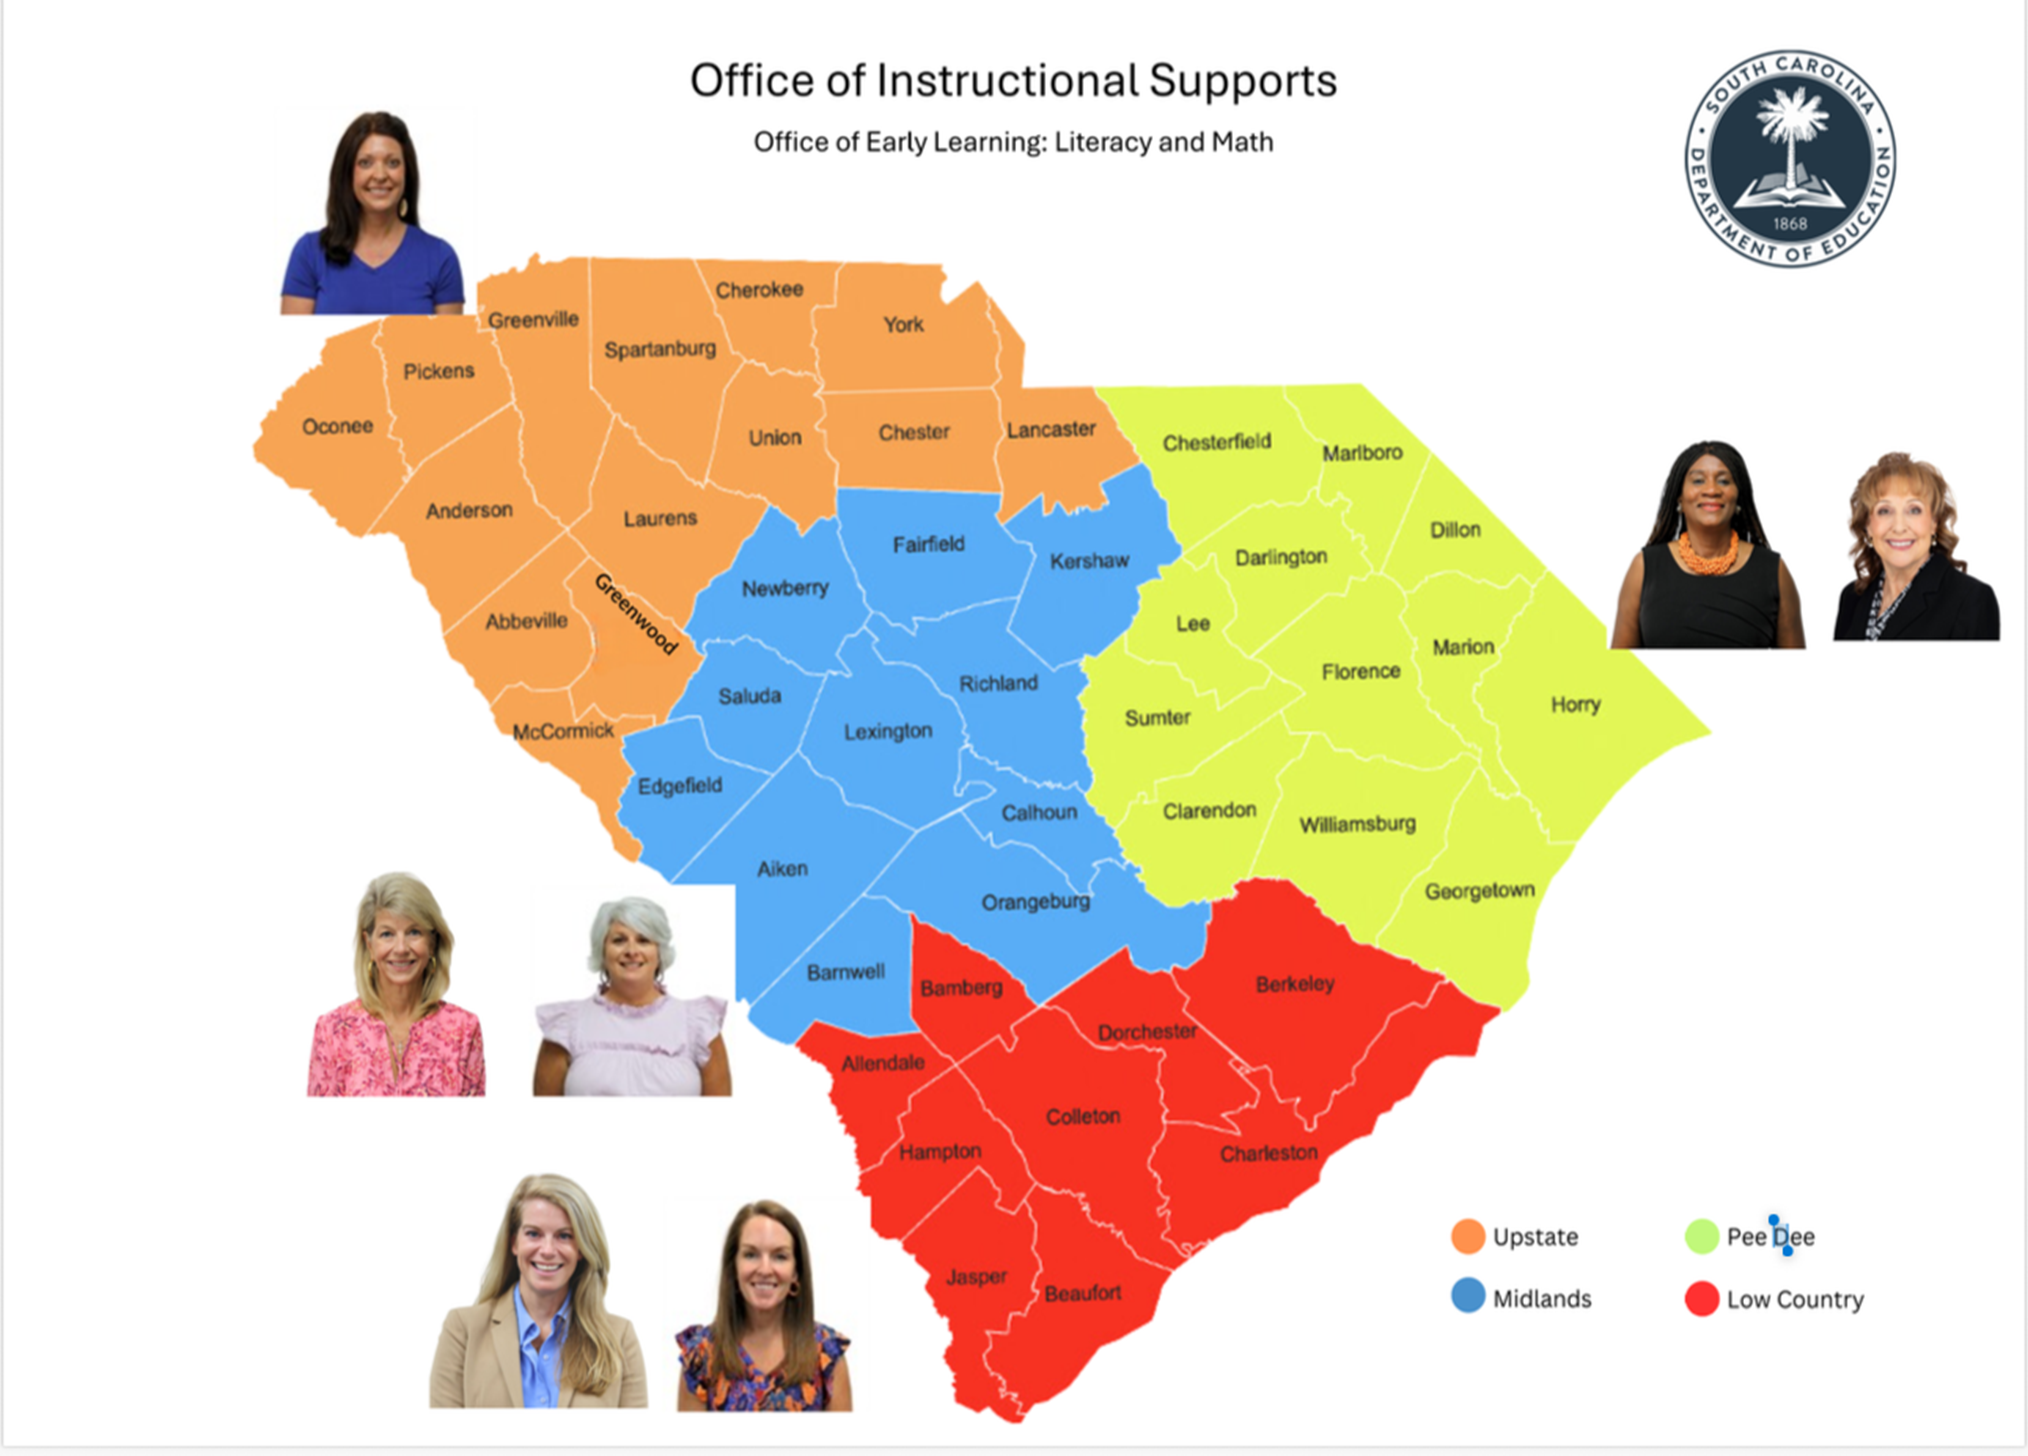 Office of Instructional Supports
Office of Early Learning: Literacy and Math
SOUTH CAROLINA
DEPARTMENT OF EDUCATION
1868
Cherokee
Greenville
York
Spartanburg
Pickens
Oconee
Union
Chester
Lancaster
Chesterfield
Marlboro
Anderson
Laurens
Dillon
Fairfield
Kershaw
Darlington
Newberry
Greenwood
Abbeville
Lee
Marion
Florence
Saluda
Richland
Horry
Sumter
McCormick
Lexington
Edgefield
Calhoun
Clarendon
Williamsburg
Aiken
Orangeburg
Georgetown
Barnwell
Bamberg
Berkeley
Dorchester
Allendale
Colleton
Hampton
Charleston
Jasper
Beaufort
Upstate
Pee Dee
Midlands
Low Country